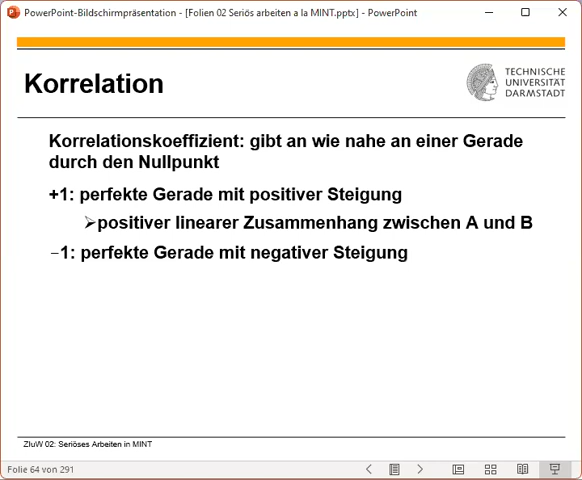 PowerPoint-Bildschirmpräsentation - [Folien 02 Seriös arbeiten a la MINT.pptx] - PowerPoint
Korrelation
TECHNISCHE
UNIVERSITÄT
DARMSTADT
Korrelationskoeffizient: gibt an wie nahe an einer Gerade
durch den Nullpunkt
+1: perfekte Gerade mit positiver Steigung
➢positiver linearer Zusammenhang zwischen A und B
−1: perfekte Gerade mit negativer Steigung
ZIuW 02: Seriöses Arbeiten in MINT
Folie 64 von 291